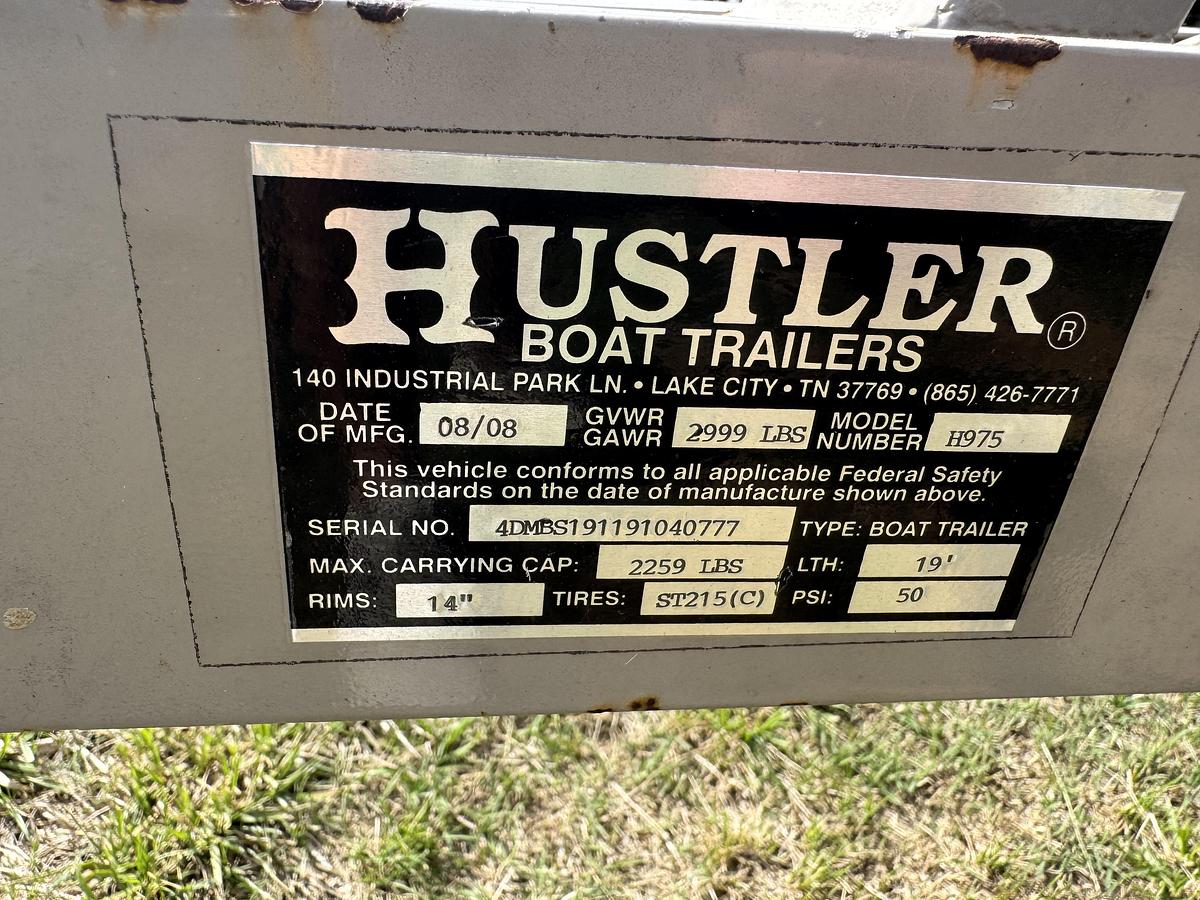 HUSTLER ®
BOAT TRAILERS
140 INDUSTRIAL PARK LN. • LAKE CITY • TN 37769 • (865) 426-7771
DATE OF MFG. 08/08 GVWR GAWR 2999 LBS MODEL NUMBER H975
This vehicle conforms to all applicable Federal Safety
Standards on the date of manufacture shown above.
SERIAL NO. 4DMBS191191040777 TYPE: BOAT TRAILER
MAX. CARRYING CAP: 2259 LBS LTH: 19'
RIMS: 14" TIRES: ST215(C) PSI: 50